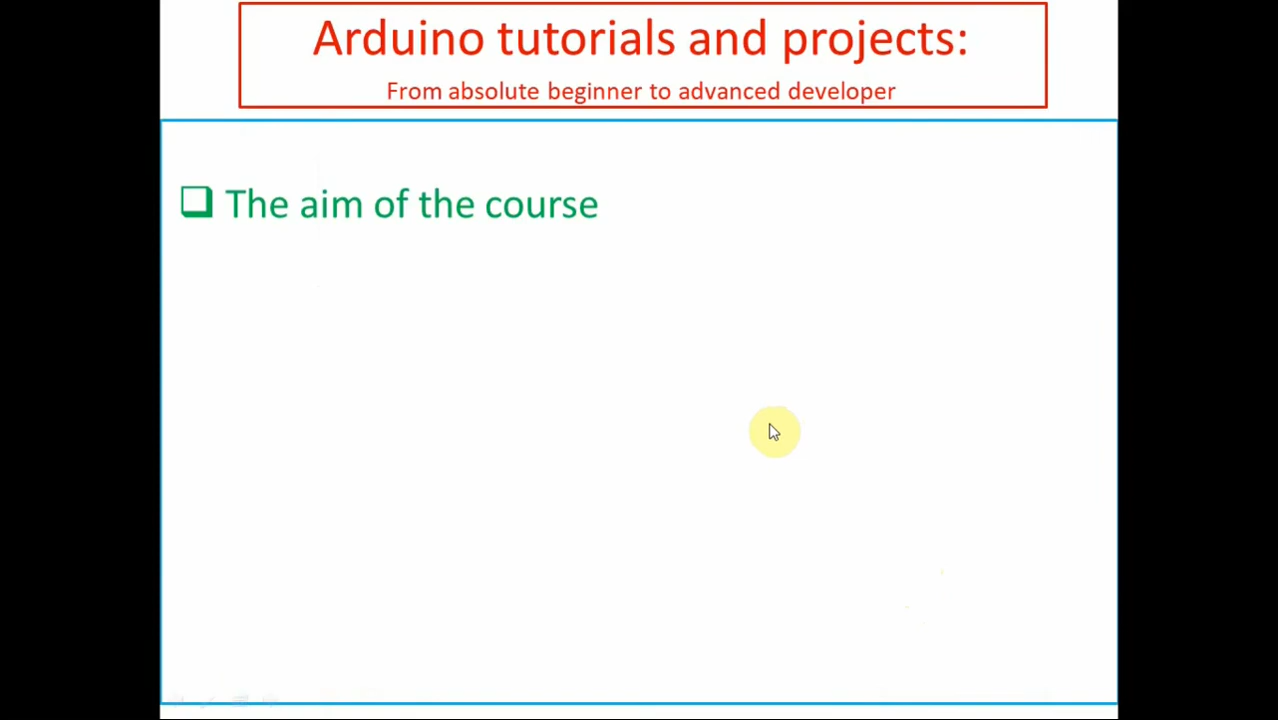 Arduino tutorials and projects:
From absolute beginner to advanced developer
The aim of the course